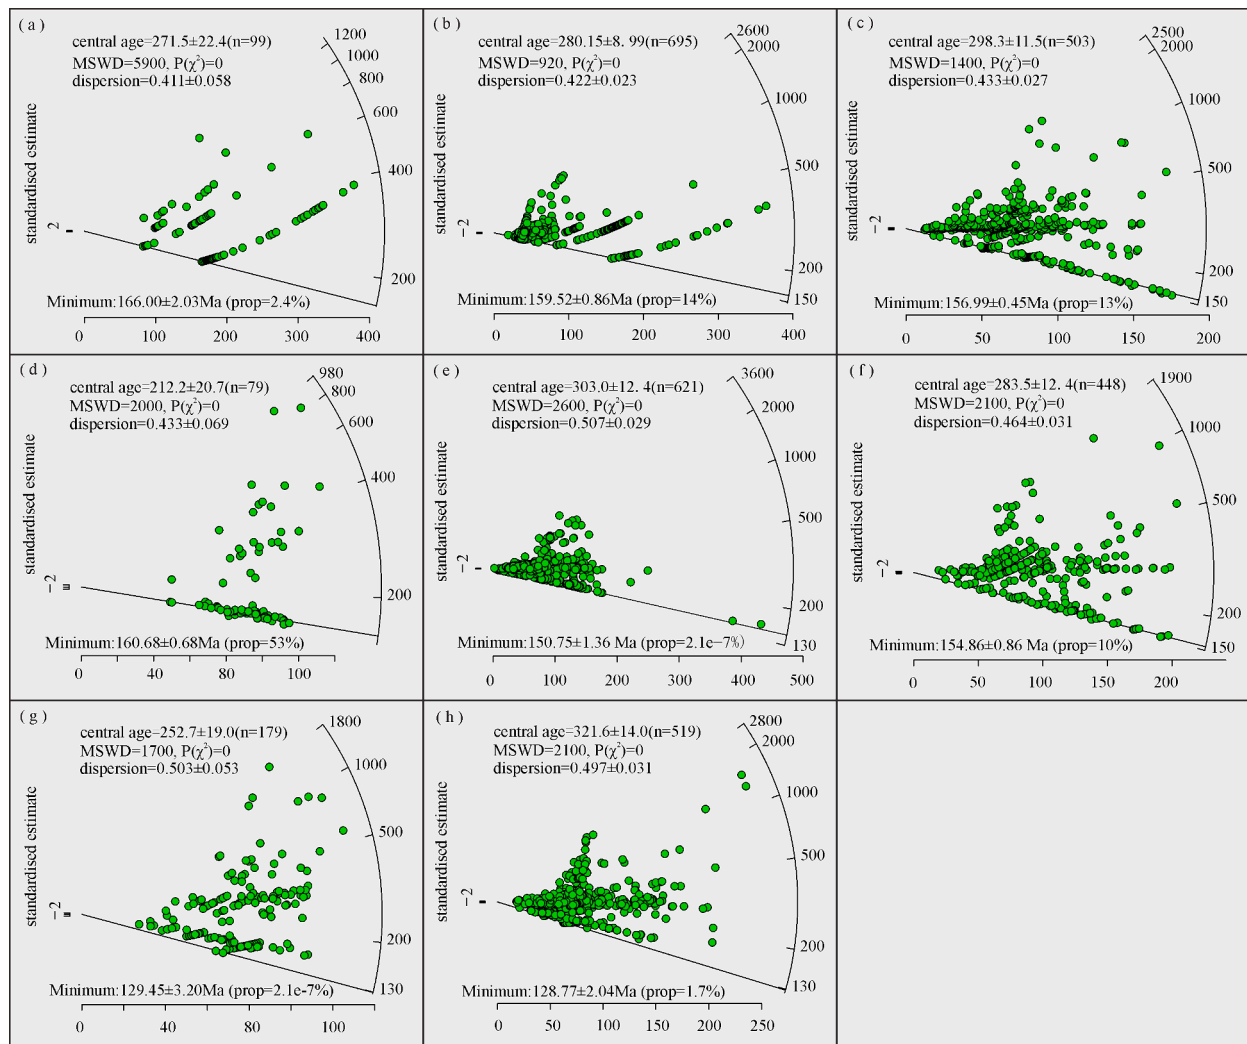 (a)
central age=271.5±22.4(n=99)
MSWD=5900, P(χ²)=0
dispersion=0.411±0.058
1200
1000
800
600
400
200
standardised estimate
2
Minimum:166.00±2.03Ma (prop=2.4%)
0 100 200 300 400
(b)
central age=280.15±8. 99(n=695)
MSWD=920, P(χ²)=0
dispersion=0.422±0.023
2600
2000
1000
500
200
150
standardised estimate
−2
Minimum:159.52±0.86Ma (prop=14%)
0 100 200 300 400
(c)
central age=298.3±11.5(n=503)
MSWD=1400, P(χ²)=0
dispersion=0.433±0.027
2500
2000
1000
500
200
150
standardised estimate
−2
Minimum:156.99±0.45Ma (prop=13%)
0 50 100 150 200
(d)
central age=212.2±20.7(n=79)
MSWD=2000, P(χ²)=0
dispersion=0.433±0.069
980
800
600
400
200
standardised estimate
−2
Minimum:160.68±0.68Ma (prop=53%)
0 40 60 80 100
(e)
central age=303.0±12. 4(n=621)
MSWD=2600, P(χ²)=0
dispersion=0.507±0.029
3600
2000
1000
500
200
130
standardised estimate
−2
Minimum:150.75±1.36 Ma (prop=2.1e−7%)
0 100 200 300 400 500
(f)
central age=283.5±12. 4(n=448)
MSWD=2100, P(χ²)=0
dispersion=0.464±0.031
1900
1000
500
200
150
standardised estimate
−2
Minimum:154.86±0.86 Ma (prop=10%)
0 50 100 150 200
(g)
central age=252.7±19.0(n=179)
MSWD=1700, P(χ²)=0
dispersion=0.503±0.053
1800
1000
500
200
130
standardised estimate
−2
Minimum:129.45±3.20Ma (prop=2.1e-7%)
0 40 60 80 100
(h)
central age=321.6±14.0(n=519)
MSWD=2100, P(χ²)=0
dispersion=0.497±0.031
2800
2000
1000
500
200
130
standardised estimate
−2
Minimum:128.77±2.04Ma (prop=1.7%)
0 50 100 150 200 250